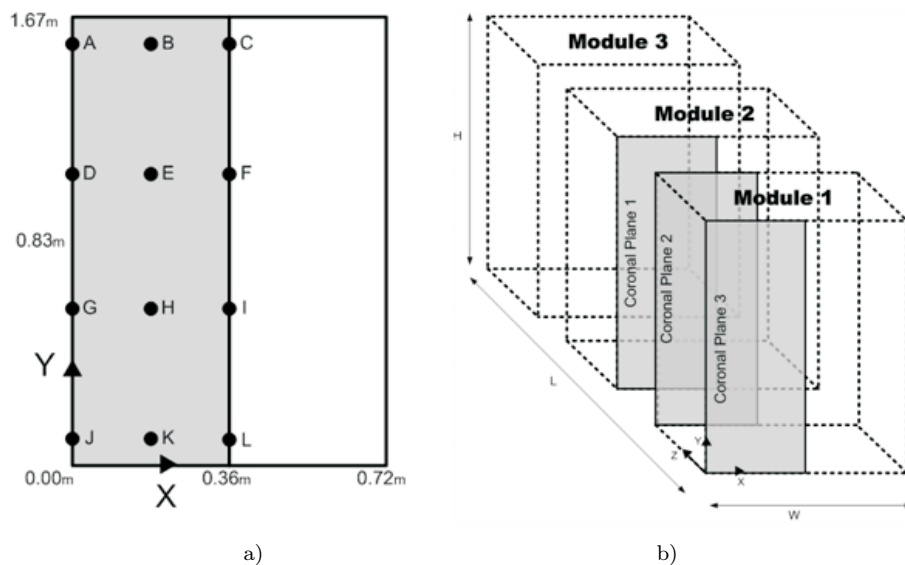 1.67m
A B C
D E F
0.83m
G H I
Y
J K L
0.00m 0.36m 0.72m
X
a)
Module 3
Module 2
Module 1
H
Coronal Plane 1
Coronal Plane 2
Coronal Plane 3
L
Y
Z
X
W
b)